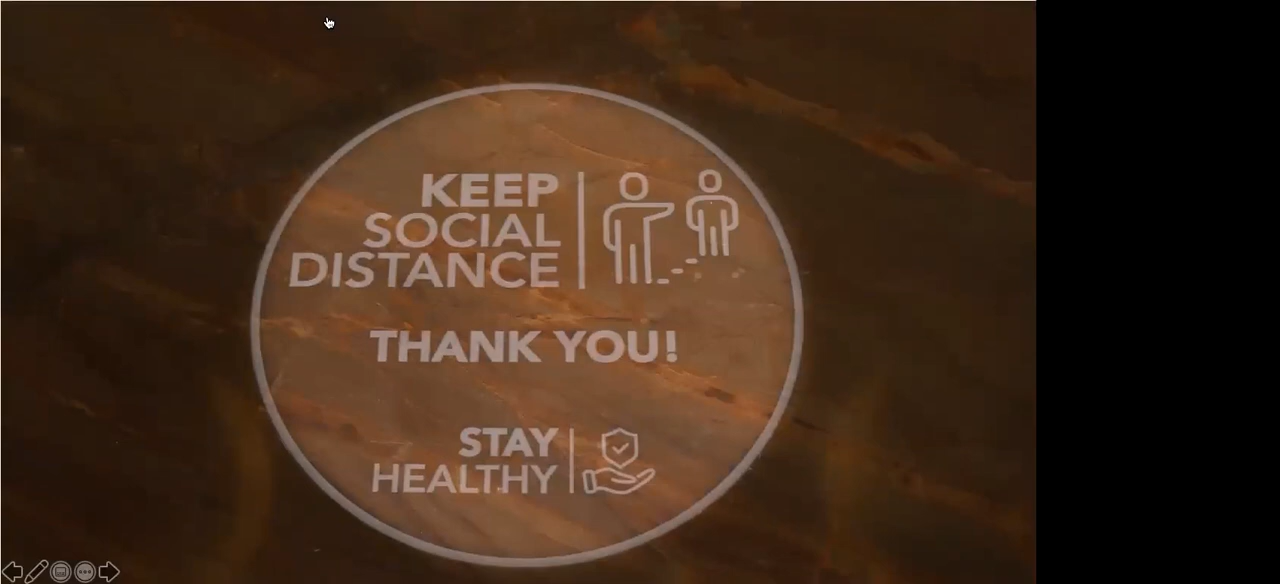 KEEP
SOCIAL
DISTANCE
THANK YOU!
STAY
HEALTHY